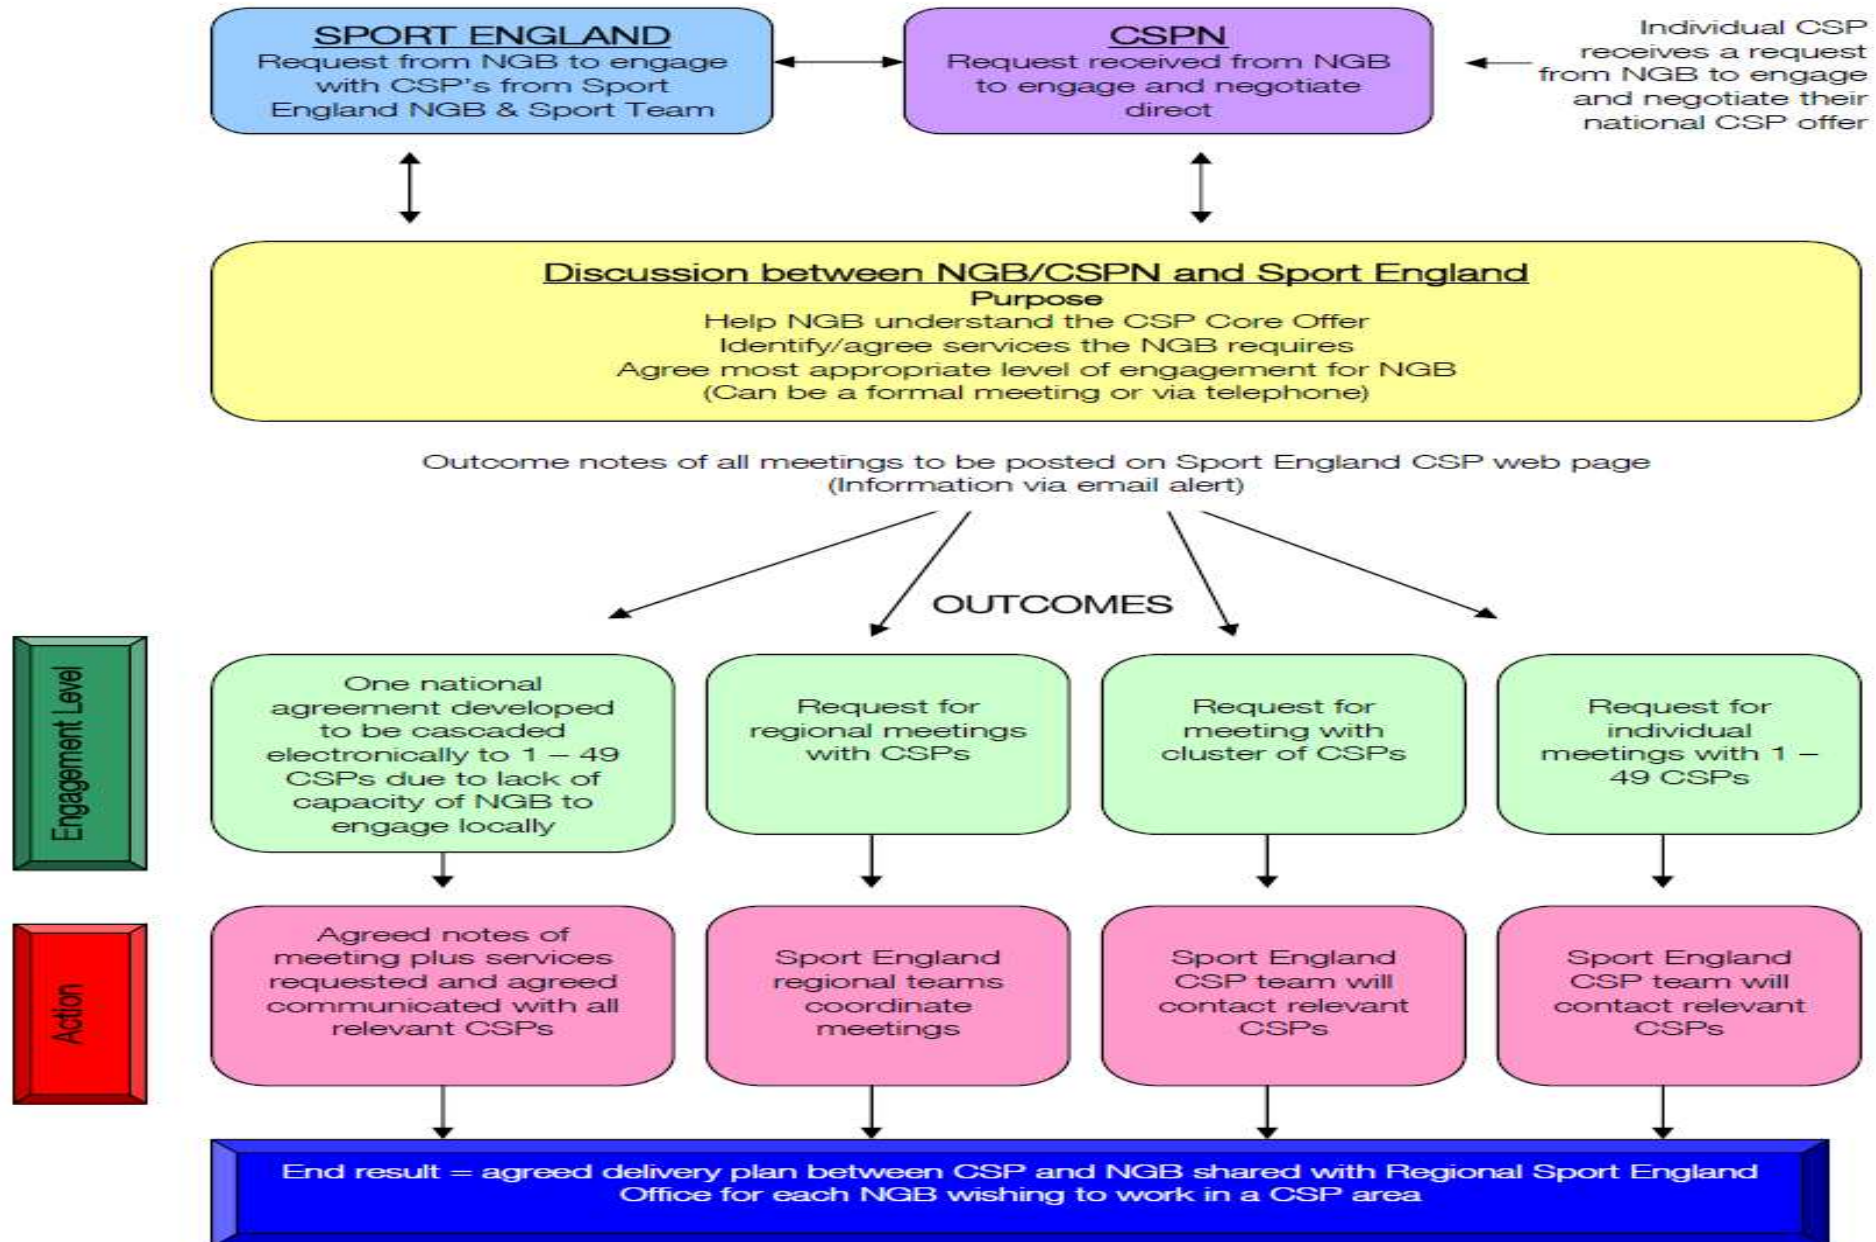 SPORT ENGLAND
Request from NGB to engage
with CSP's from Sport
England NGB & Sport Team
CSPN
Request received from NGB
to engage and negotiate
direct
Individual CSP
receives a request
from NGB to engage
and negotiate their
national CSP offer
Discussion between NGB/CSPN and Sport England
Purpose
Help NGB understand the CSP Core Offer
Identify/agree services the NGB requires
Agree most appropriate level of engagement for NGB
(Can be a formal meeting or via telephone)
Outcome notes of all meetings to be posted on Sport England CSP web page
(Information via email alert)
OUTCOMES
Engagement Level
One national
agreement developed
to be cascaded
electronically to 1 – 49
CSPs due to lack of
capacity of NGB to
engage locally
Request for
regional meetings
with CSPs
Request for
meeting with
cluster of CSPs
Request for
individual
meetings with 1 –
49 CSPs
Action
Agreed notes of
meeting plus services
requested and agreed
communicated with all
relevant CSPs
Sport England
regional teams
coordinate
meetings
Sport England
CSP team will
contact relevant
CSPs
Sport England
CSP team will
contact relevant
CSPs
End result = agreed delivery plan between CSP and NGB shared with Regional Sport England
Office for each NGB wishing to work in a CSP area